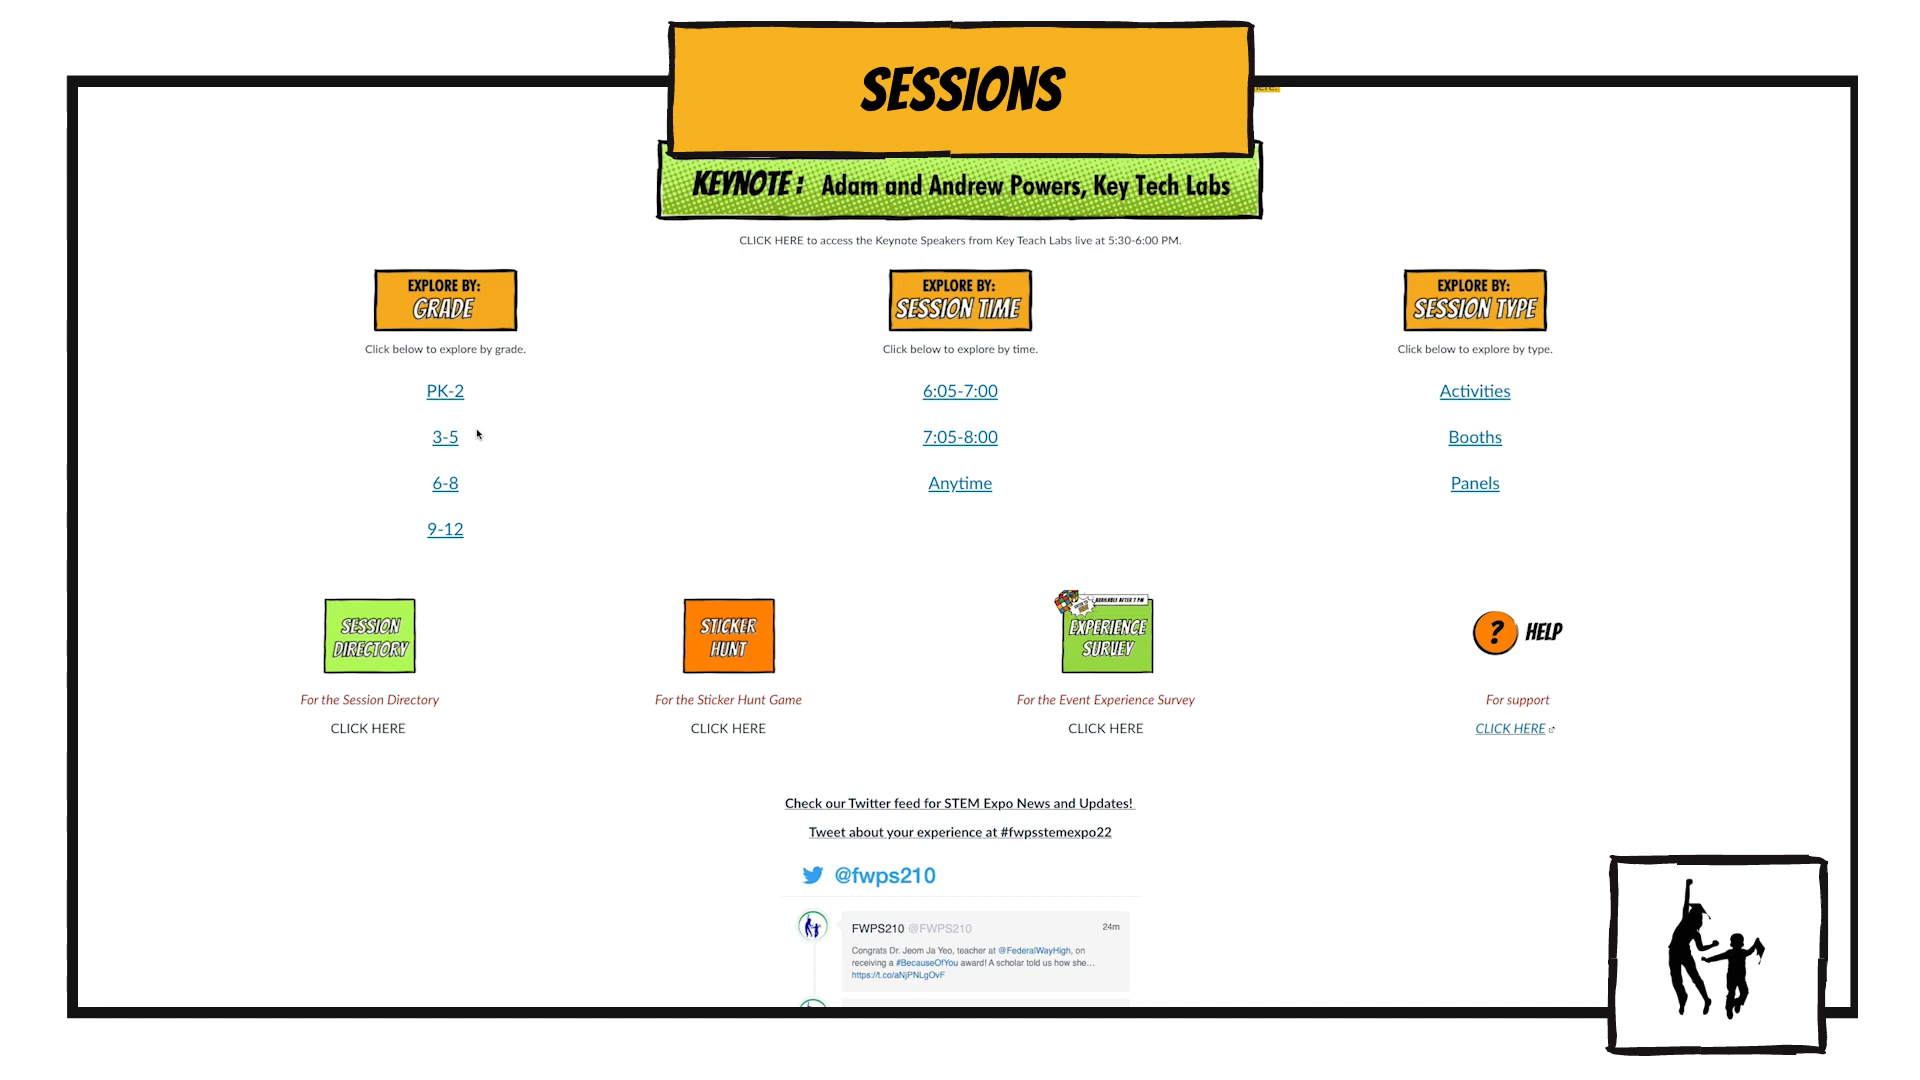 SESSIONS
here.
KEYNOTE: Adam and Andrew Powers, Key Tech Labs
CLICK HERE to access the Keynote Speakers from Key Teach Labs live at 5:30-6:00 PM.
EXPLORE BY:
GRADE
Click below to explore by grade.
PK-2
3-5
6-8
9-12
EXPLORE BY:
SESSION TIME
Click below to explore by time.
6:05-7:00
7:05-8:00
Anytime
EXPLORE BY:
SESSION TYPE
Click below to explore by type.
Activities
Booths
Panels
SESSION
DIRECTORY
For the Session Directory
CLICK HERE
STICKER
HUNT
For the Sticker Hunt Game
CLICK HERE
AVAILABLE AFTER 7 PM
EXPERIENCE
SURVEY
For the Event Experience Survey
CLICK HERE
? HELP
For support
CLICK HERE
Check our Twitter feed for STEM Expo News and Updates!
Tweet about your experience at #fwpsstemexpo22
@fwps210
FWPS210 @FWPS210 24m
Congrats Dr. Jeom Ja Yeo, teacher at @FederalWayHigh, on
receiving a #BecauseOfYou award! A scholar told us how she…
https://t.co/aNjPNLgOvF